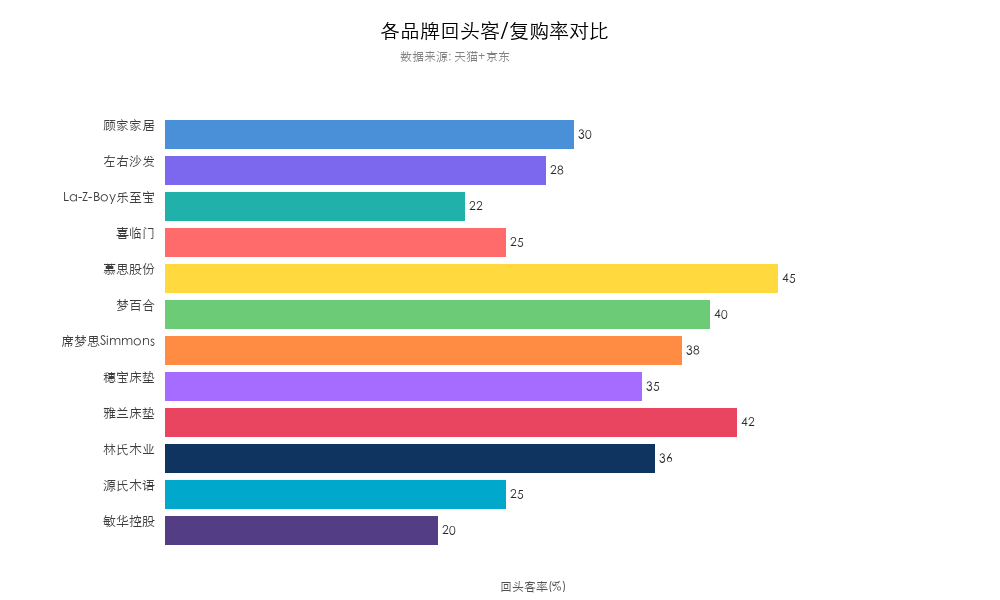 各品牌回头客/复购率对比
数据来源: 天猫+京东
顾家家居 30
左右沙发 28
La-Z-Boy乐至宝 22
喜临门 25
慕思股份 45
梦百合 40
席梦思Simmons 38
穗宝床垫 35
雅兰床垫 42
林氏木业 36
源氏木语 25
敏华控股 20
回头客率(%)